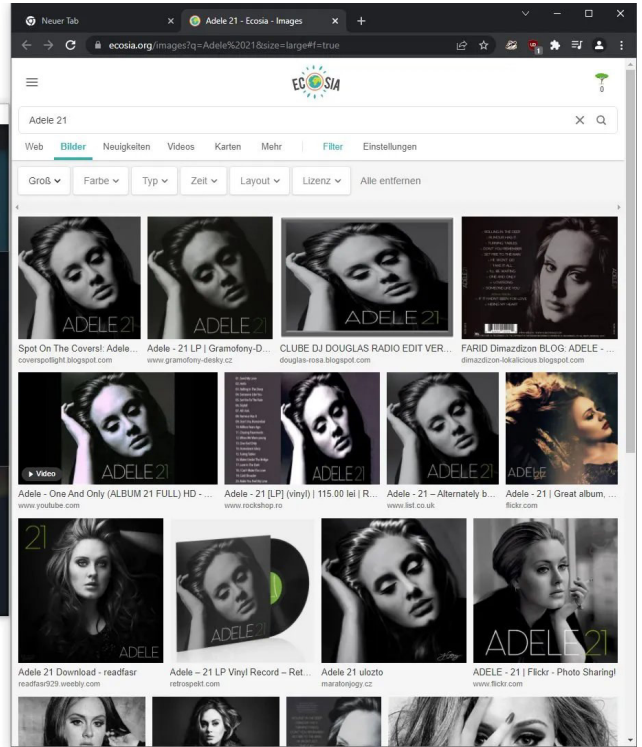 Neuer Tab
Adele 21 - Ecosia - Images
ecosia.org/images?q=Adele%2021&size=large#f=true
1
ECOSIA
0
Adele 21
Web Bilder Neuigkeiten Videos Karten Mehr Filter Einstellungen
Groß Farbe Typ Zeit Layout Lizenz Alle entfernen
ADELE 21
ADELE 21
ADELE 21
Spot On The Covers!: Adele...
coverspotlight.blogspot.com
Adele - 21 LP | Gramofony-D...
www.gramofony-desky.cz
CLUBE DJ DOUGLAS RADIO EDIT VER...
douglas-rosa.blogspot.com
FARID Dimazdizon BLOG: ADELE - ...
dimazdizon-lokalicious.blogspot.com
Video
ADELE 21
ADELE 21
ADELE 21
ADELE
Adele - One And Only (ALBUM 21 FULL) HD - ...
www.youtube.com
Adele - 21 [LP] (vinyl) | 115.00 lei | R...
www.rockshop.ro
Adele - 21 – Alternately b...
www.list.co.uk
Adele - 21 | Great album, ...
flickr.com
21
ADELE
ADELE 21
ADELE 21
Adele 21 Download - readfasr
readfasr929.weebly.com
Adele – 21 LP Vinyl Record – Ret...
retrospekt.com
Adele 21 ulozto
maratonjogy.cz
ADELE - 21 | Flickr - Photo Sharing!
www.flickr.com